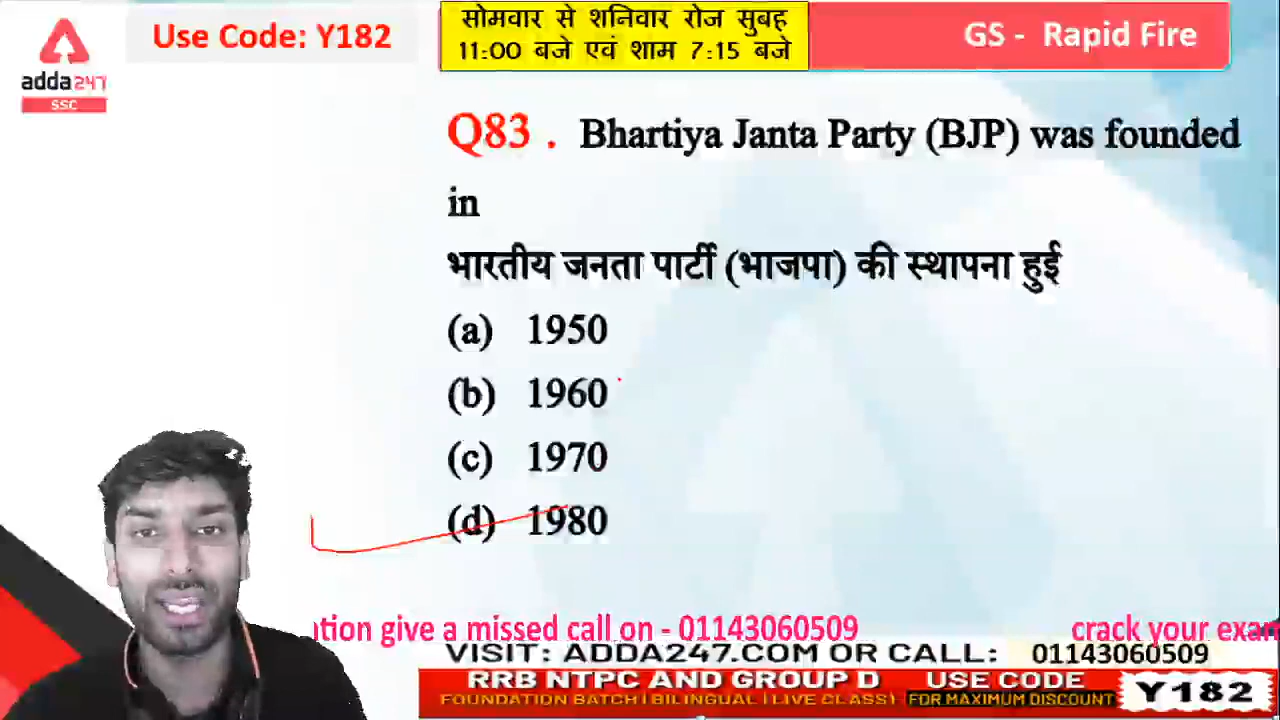 Use Code: Y182
सोमवार से शनिवार रोज सुबह
11:00 बजे एवं शाम 7:15 बजे
GS - Rapid Fire
adda247
SSC
Q83 . Bhartiya Janta Party (BJP) was founded
in
भारतीय जनता पार्टी (भाजपा) की स्थापना हुई
(a) 1950
(b) 1960
(c) 1970
(d) 1980
tion give a missed call on - 01143060509 crack your exam
VISIT: ADDA247.COM OR CALL: 01143060509
RRB NTPC AND GROUP D USE CODE
FOUNDATION BATCH | BILINGUAL | LIVE CLASS | FOR MAXIMUM DISCOUNT
Y182